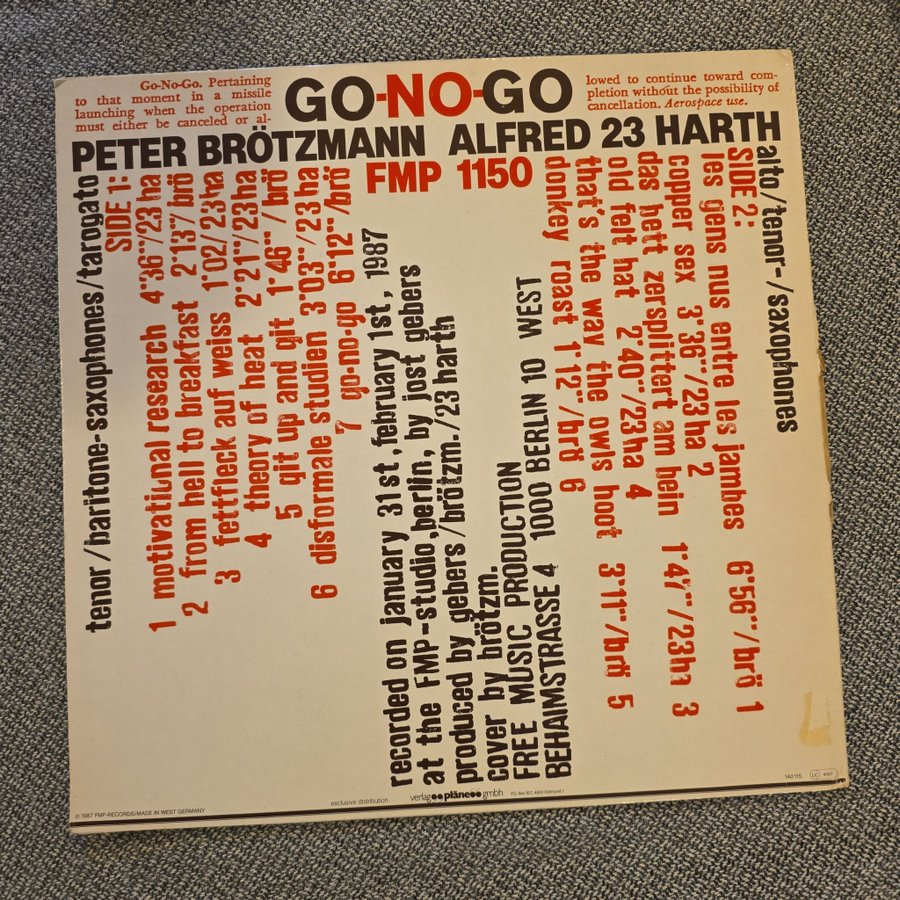 Go-No-Go. Pertaining
to that moment in a missile
launching when the operation
must either be canceled or al-
GO-NO-GO
lowed to continue toward com-
pletion without the possibility of
cancellation. Aerospace use.
PETER BRÖTZMANN ALFRED 23 HARTH
FMP 1150
tenor/baritone-saxophones/tarogato
SIDE 1:
1 motivational research 4'36''/23 ha
2 from hell to breakfast 2'13''/brö
3 fettfleck auf weiss 1'02/23 ha
4 theory of heat 2'21''/23 ha
5 git up and git 1'46''/brö
6 disformale studien 3'03''/23 ha
7 go-no-go 6'12''/brö
recorded on january 31st, february 1st, 1987
at the FMP-studio, berlin, by jost gebers
produced by gebers/brötzm./23 harth
cover by brötzm.
FREE MUSIC PRODUCTION
BEHAIMSTRASSE 4 1000 BERLIN 10 WEST
alto/tenor-/saxophones
SIDE 2:
les gens nus entre les jambes 6'56''/brö 1
copper sex 3'36''/23 ha 2
das hett zersplittert am bein 1'47''/23ha 3
old felt hat 2'40''/23ha 4
that's the way the owls hoot 3'11''/brö 5
donkey roast 1'12''/brö 6
℗ 1987 FMP-RECORDS/MADE IN WEST GERMANY
exclusive distribution
verlag pläne gmbh
140115
LC